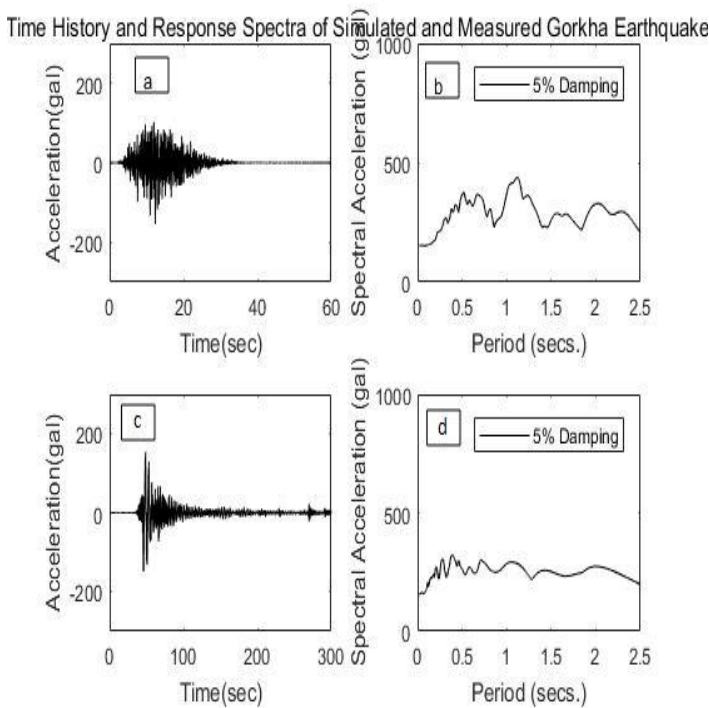 Time History and Response Spectra of Simulated and Measured Gorkha Earthquake
a
Acceleration(gal)
200
0
-200
0 20 40 60
Time(sec)
b
5% Damping
Spectral Acceleration (gal)
1000
500
0
0 0.5 1 1.5 2 2.5
Period (secs.)
c
Acceleration(gal)
200
0
-200
0 100 200 300
Time(sec)
d
5% Damping
Spectral Acceleration (gal)
1000
500
0
0 0.5 1 1.5 2 2.5
Period (secs.)